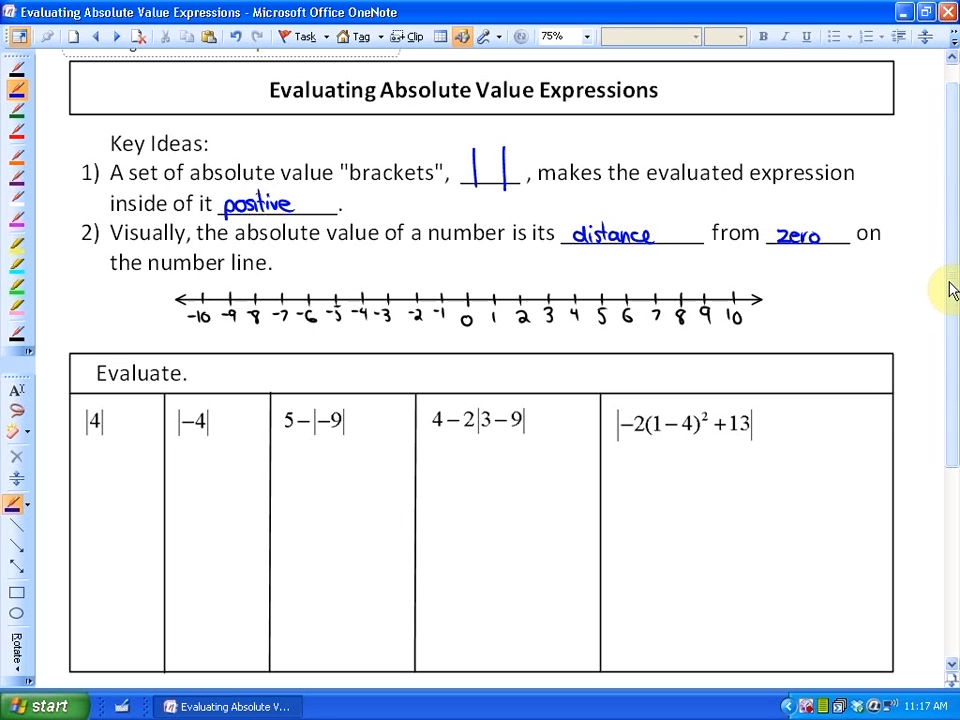 Evaluating Absolute Value Expressions - Microsoft Office OneNote
Task Tag Clip 75% B I U
Evaluating Absolute Value Expressions
Key Ideas:
1) A set of absolute value "brackets", | | , makes the evaluated expression
inside of it positive.
2) Visually, the absolute value of a number is its distance from zero on
the number line.
-10 -9 -8 -7 -6 -5 -4 -3 -2 -1 0 1 2 3 4 5 6 7 8 9 10
Evaluate.
|4| |−4| 5−|−9| 4−2|3−9| |−2(1−4)²+13|
A
Rotate
start Evaluating Absolute V... 11:17 AM